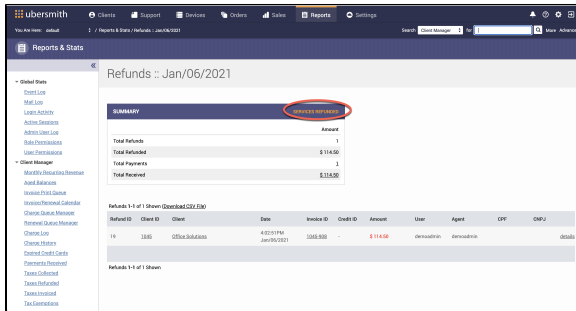 ubersmith Clients Support Devices Orders Sales Reports Settings
You Are Here: default / Reports & Stats / Refunds : Jan/06/2021 Search Client Manager for More Advanced
Reports & Stats
«
Refunds :: Jan/06/2021
Global Stats
Event Log
Mail Log
Login Activity
Active Sessions
Admin User Log
Role Permissions
User Permissions
Client Manager
Monthly Recurring Revenue
Aged Balances
Invoice Print Queue
Invoice/Renewal Calendar
Charge Queue Manager
Renewal Queue Manager
Charge Log
Charge History
Expired Credit Cards
Payments Received
Taxes Collected
Taxes Refunded
Taxes Invoiced
Tax Exemptions
SUMMARY SERVICES REFUNDED
Amount
Total Refunds 1
Total Refunded $ 114.50
Total Payments 1
Total Received $ 114.50
Refunds 1-1 of 1 Shown (Download CSV File)
Refund ID Client ID Client Date Invoice ID Credit ID Amount User Agent CPF CNPJ
19 1045 Office Solutions 4:02:51PM Jan/06/2021 1045-908 - $ 114.50 demoadmin demoadmin details
Refunds 1-1 of 1 Shown